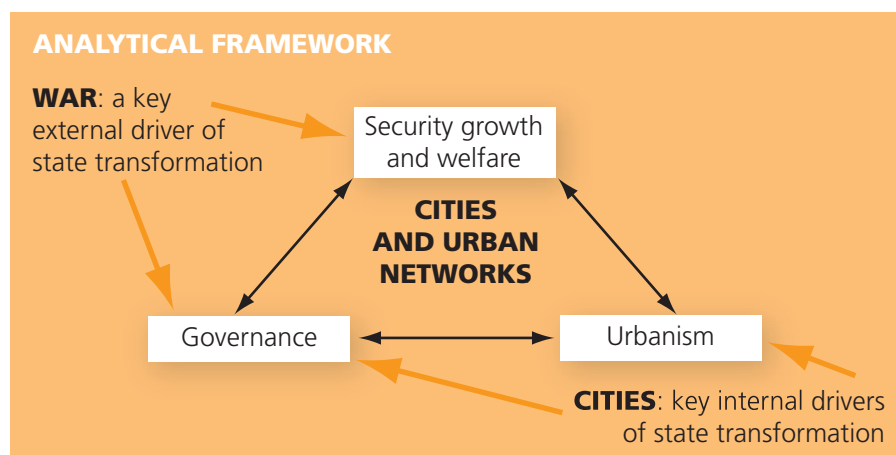 ANALYTICAL FRAMEWORK
WAR: a key
external driver of
state transformation
Security growth
and welfare
CITIES
AND URBAN
NETWORKS
Governance
Urbanism
CITIES: key internal drivers
of state transformation